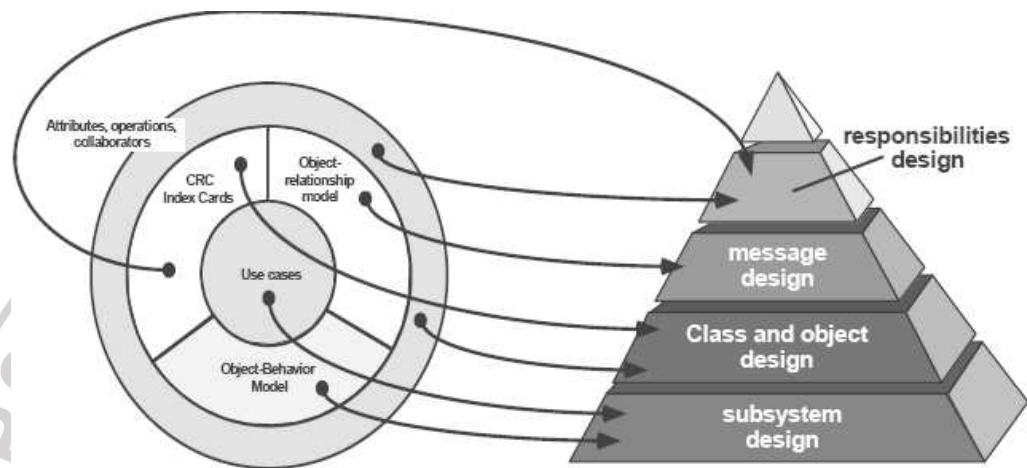 Attributes, operations,
collaborators
CRC
Index Cards
Object-
relationship
model
Use cases
Object-Behavior
Model
responsibilities
design
message
design
Class and object
design
subsystem
design